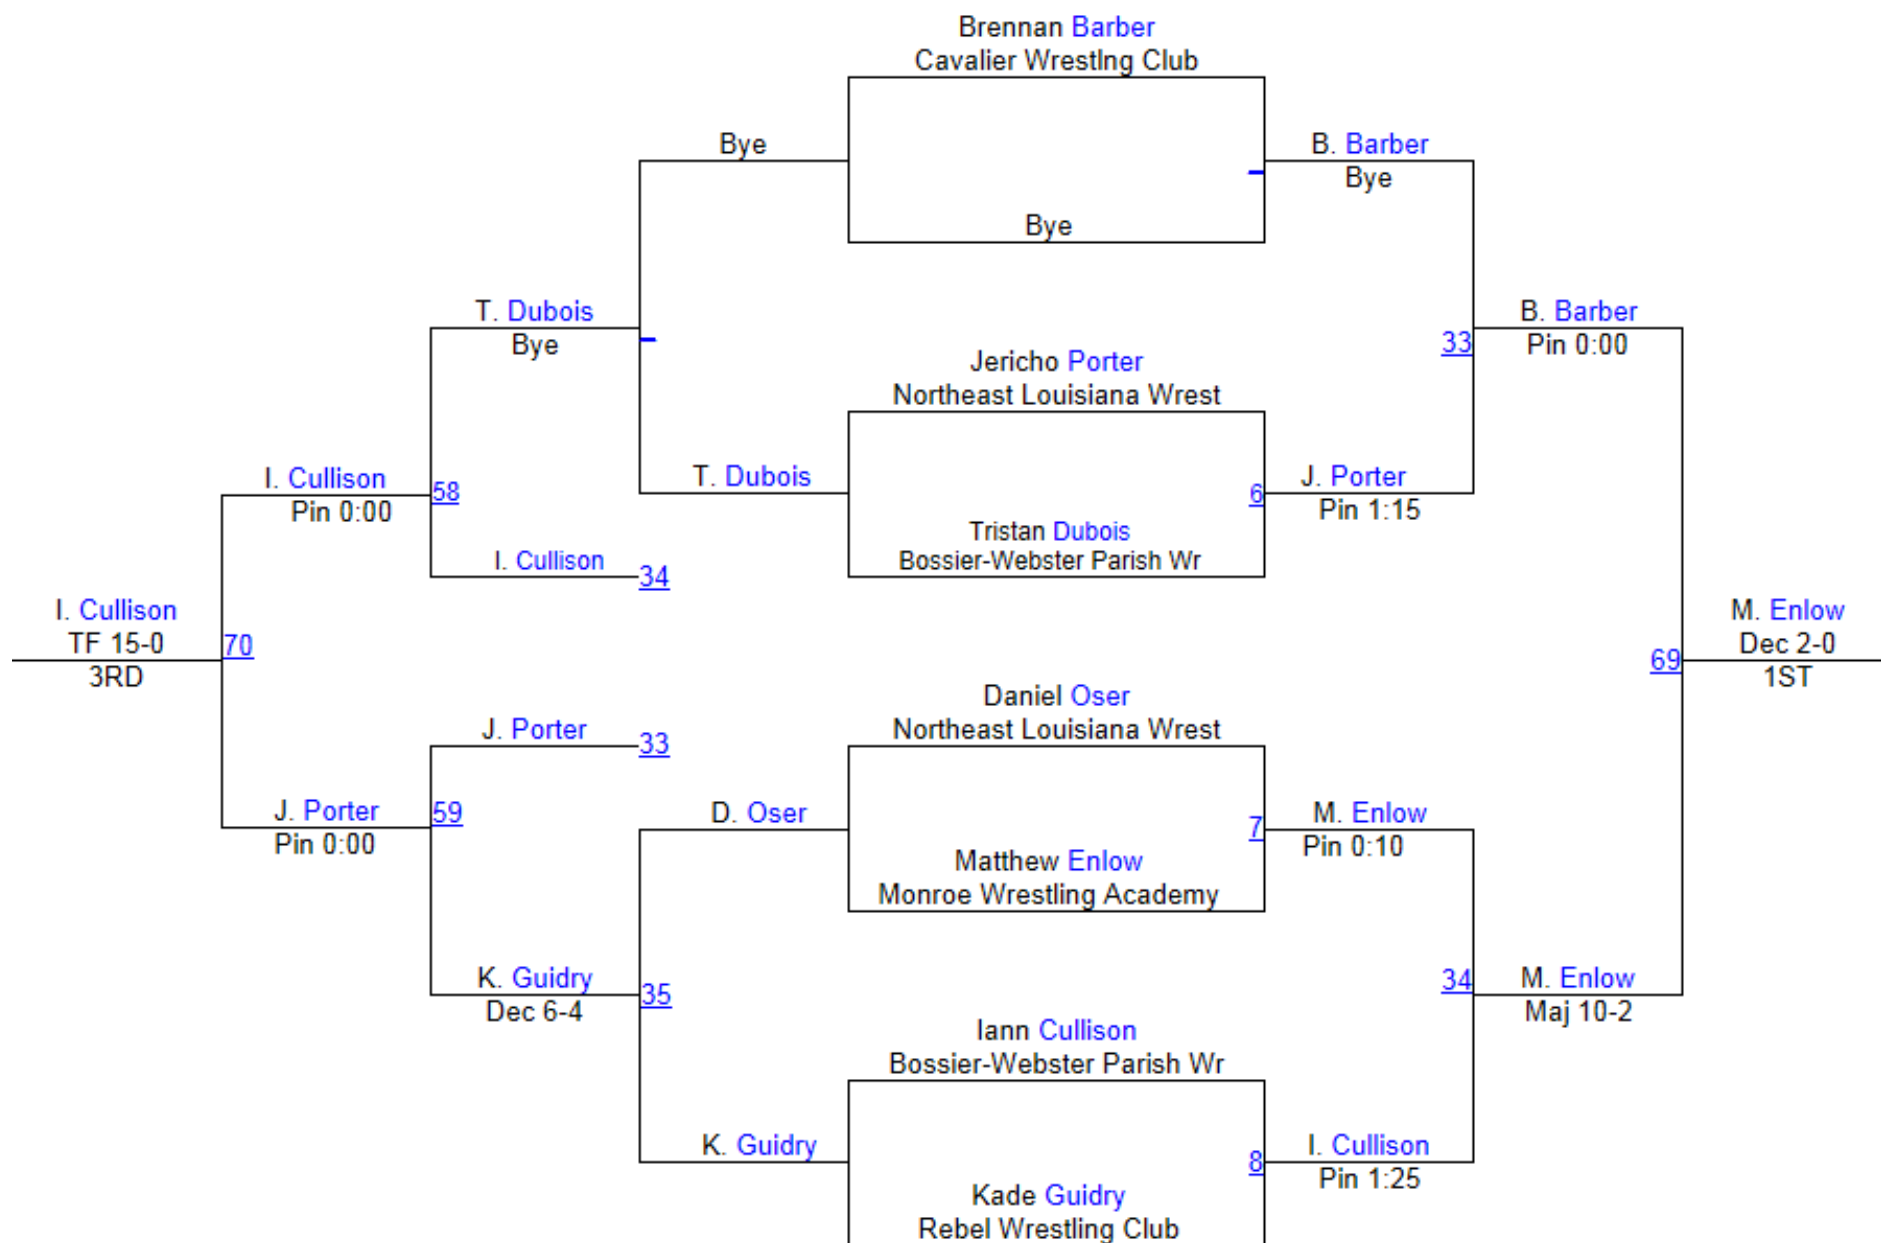 Brennan Barber
Cavalier Wrestlng Club
Bye
B. Barber
Bye
Bye
T. Dubois
Bye
B. Barber
Pin 0:00
33
Jericho Porter
Northeast Louisiana Wrest
I. Cullison
Pin 0:00
58
T. Dubois
6
J. Porter
Pin 1:15
Tristan Dubois
Bossier-Webster Parish Wr
I. Cullison
34
I. Cullison
TF 15-0
3RD
70
M. Enlow
Dec 2-0
1ST
69
Daniel Oser
Northeast Louisiana Wrest
J. Porter
33
J. Porter
Pin 0:00
59
D. Oser
7
M. Enlow
Pin 0:10
Matthew Enlow
Monroe Wrestling Academy
K. Guidry
Dec 6-4
35
34
M. Enlow
Maj 10-2
Iann Cullison
Bossier-Webster Parish Wr
K. Guidry
8
I. Cullison
Pin 1:25
Kade Guidry
Rebel Wrestling Club